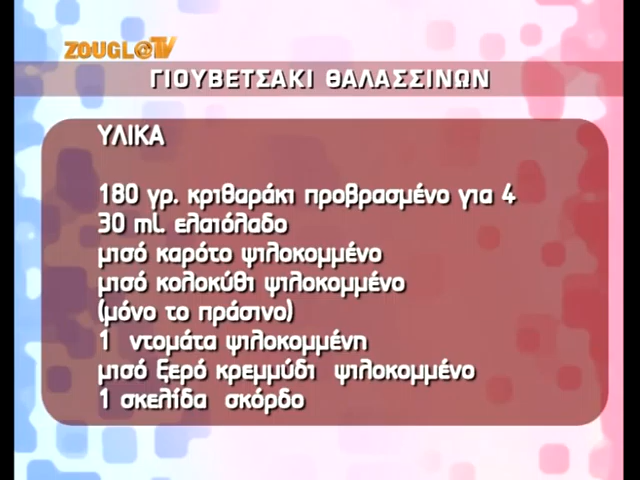 ZOUGL@TV
ΓΙΟΥΒΕΤΣΑΚΙ ΘΑΛΑΣΣΙΝΩΝ
ΥΛΙΚΑ
180 γρ. κριθαράκι προβρασμένο για 4
30 ml. ελαιόλαδο
μισό καρότο ψιλοκομμένο
μισό κολοκύθι ψιλοκομμένο
(μόνο το πράσινο)
1 ντομάτα ψιλοκομμένη
μισό ξερό κρεμμύδι ψιλοκομμένο
1 σκελίδα σκόρδο